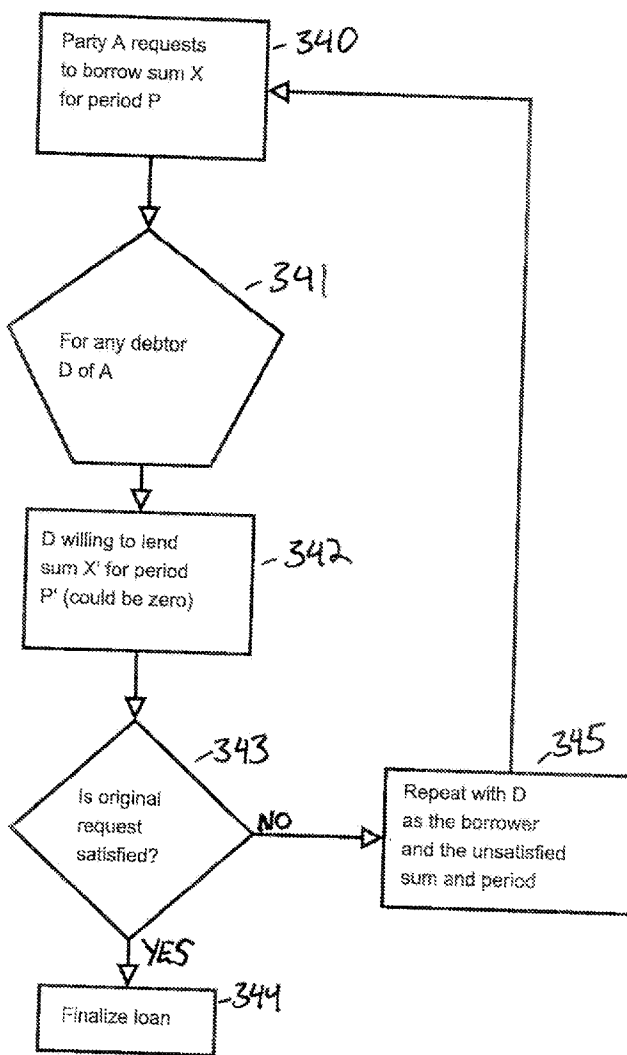 Party A requests
to borrow sum X
for period P
340
For any debtor
D of A
341
D willing to lend
sum X' for period
P' (could be zero)
342
Is original
request
satisfied?
343
NO
YES
Repeat with D
as the borrower
and the unsatisfied
sum and period
345
Finalize loan
344